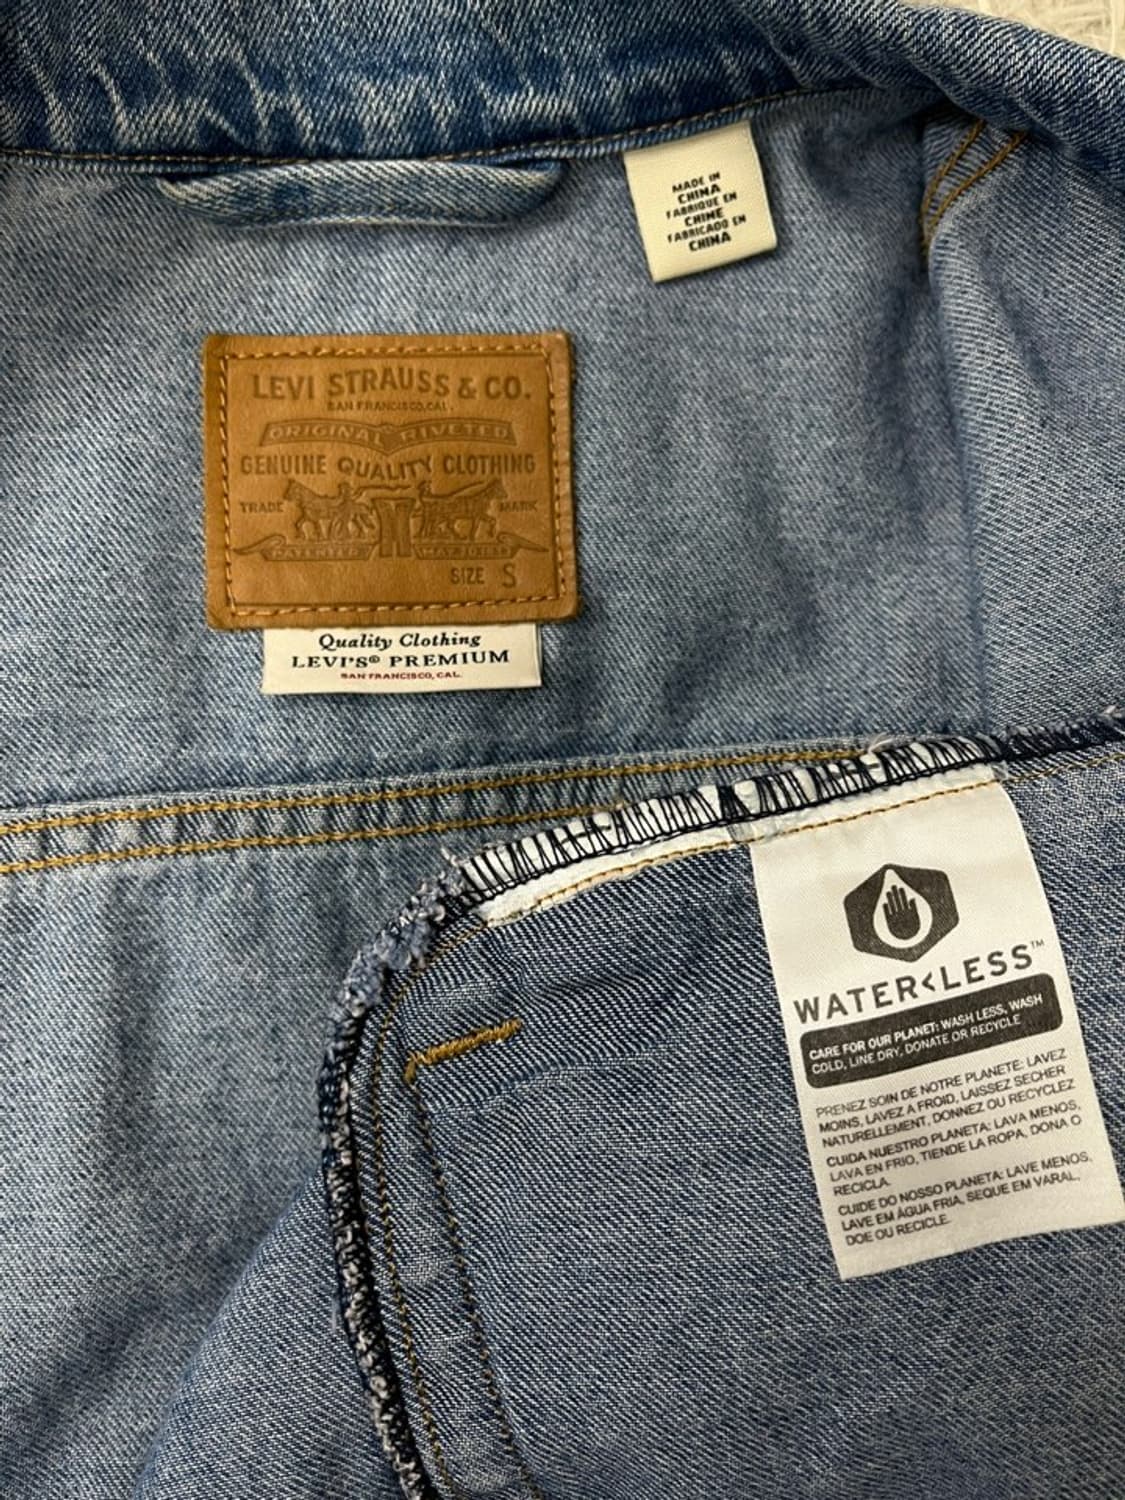 MADE IN
CHINA
FABRIQUE EN
CHINE
FABRICADO EN
CHINA
LEVI STRAUSS & CO.
SAN FRANCISCO,CAL.
ORIGINAL RIVETED
GENUINE QUALITY CLOTHING
TRADE MARK
PATENTED MAY 20 1873
SIZE S
Quality Clothing
LEVI'S® PREMIUM
SAN FRANCISCO, CAL.
WATER<LESS™
CARE FOR OUR PLANET: WASH LESS, WASH
COLD, LINE DRY, DONATE OR RECYCLE
PRENEZ SOIN DE NOTRE PLANETE: LAVEZ
MOINS, LAVEZ A FROID, LAISSEZ SECHER
NATURELLEMENT, DONNEZ OU RECYCLEZ
CUIDA NUESTRO PLANETA: LAVA MENOS,
LAVA EN FRIO, TIENDE LA ROPA, DONA O
RECICLA.
CUIDE DO NOSSO PLANETA: LAVE MENOS,
LAVE EM ÁGUA FRIA, SEQUE EM VARAL,
DOE OU RECICLE.